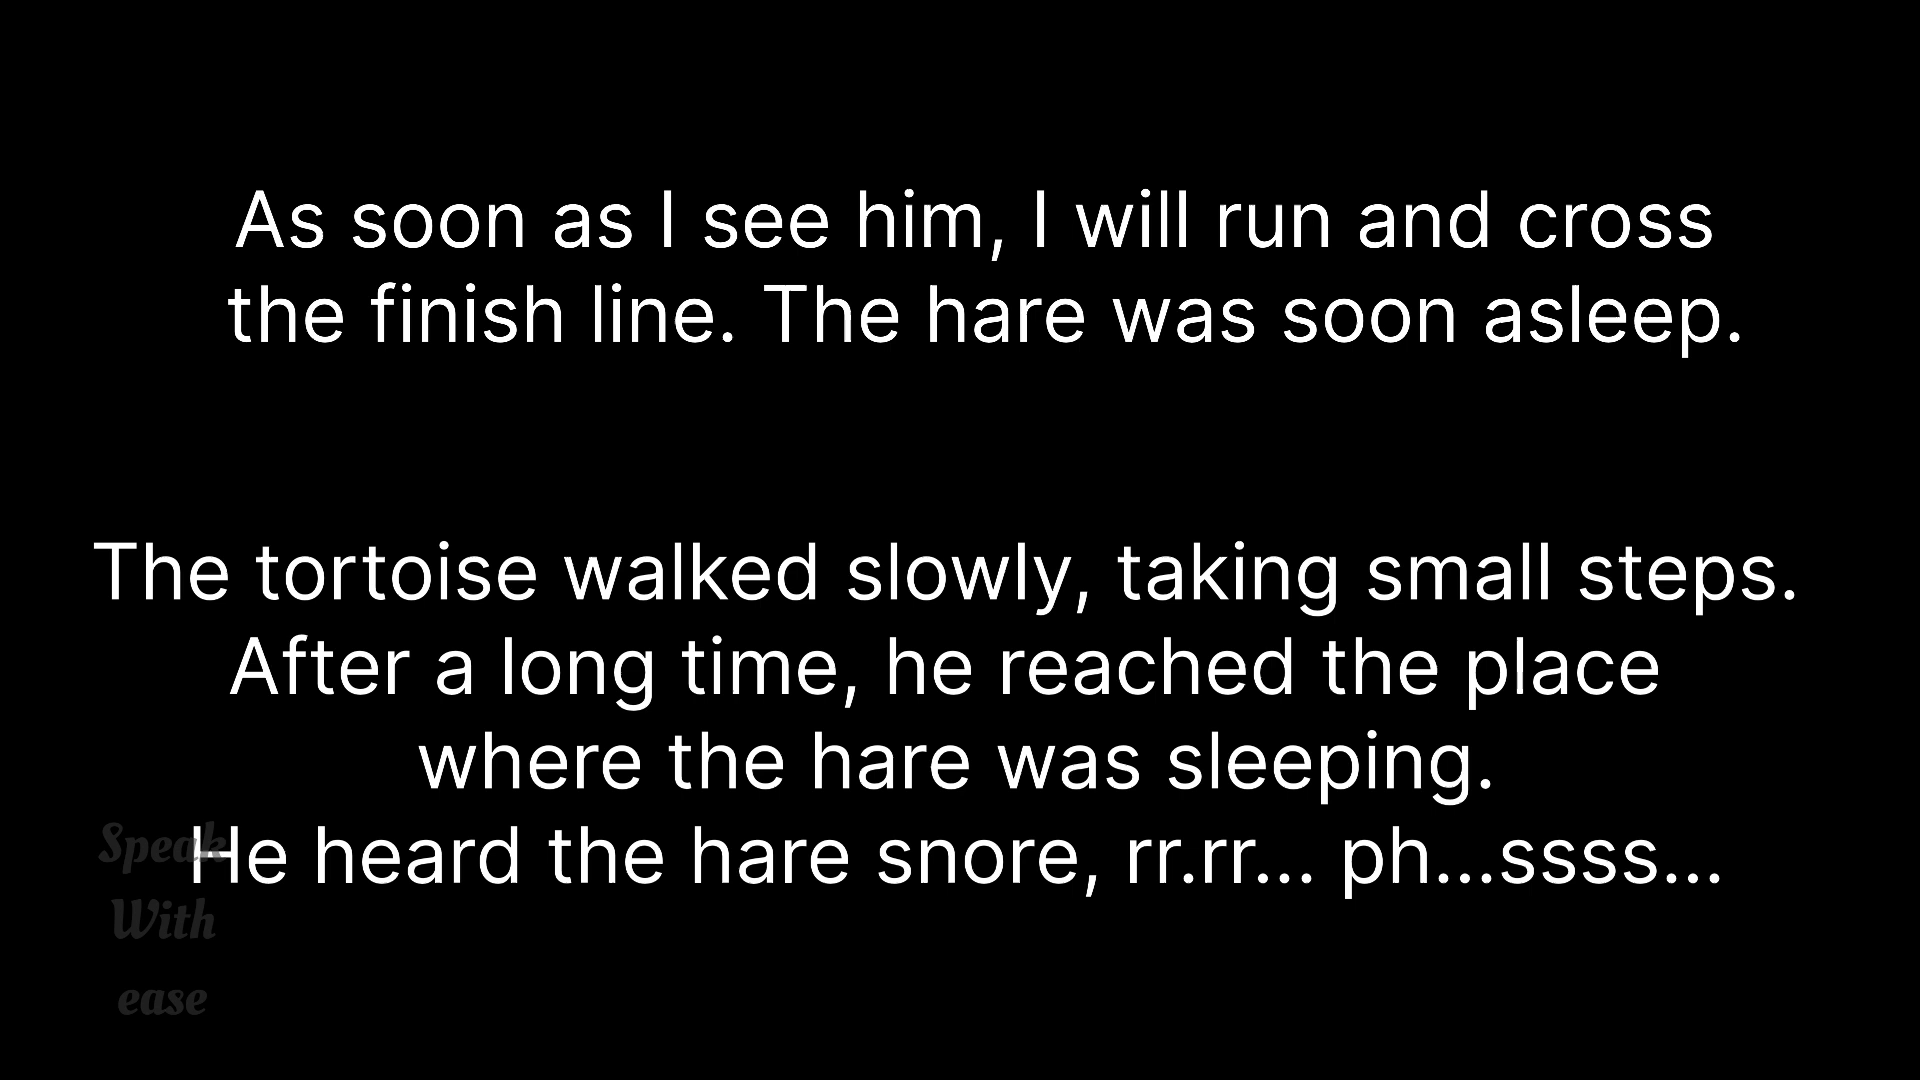 As soon as I see him, I will run and cross
the finish line. The hare was soon asleep.
The tortoise walked slowly, taking small steps.
After a long time, he reached the place
where the hare was sleeping.
He heard the hare snore, rr.rr... ph...ssss...
Speak
With
ease